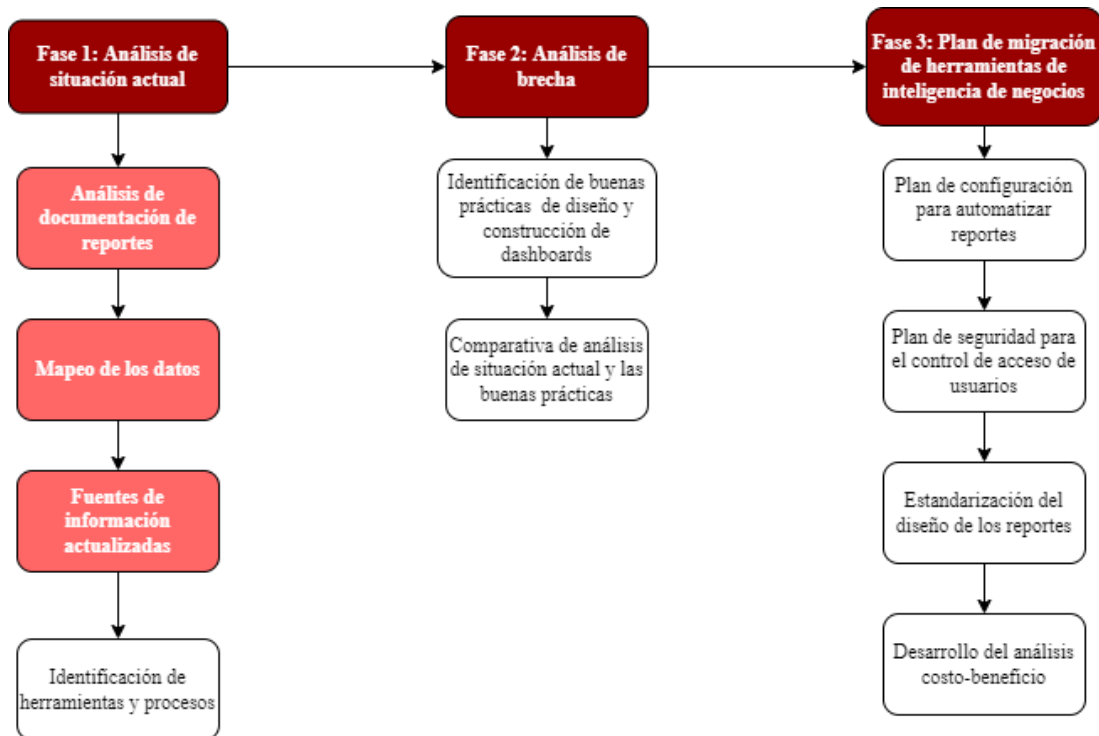 Fase 1: Análisis de
situación actual
Fase 2: Análisis de
brecha
Fase 3: Plan de migración
de herramientas de
inteligencia de negocios
Análisis de
documentación de
reportes
Mapeo de los datos
Fuentes de
información
actualizadas
Identificación de
herramientas y procesos
Identificación de buenas
prácticas de diseño y
construcción de
dashboards
Comparativa de análisis
de situación actual y las
buenas prácticas
Plan de configuración
para automatizar
reportes
Plan de seguridad para
el control de acceso de
usuarios
Estandarización del
diseño de los reportes
Desarrollo del análisis
costo-beneficio